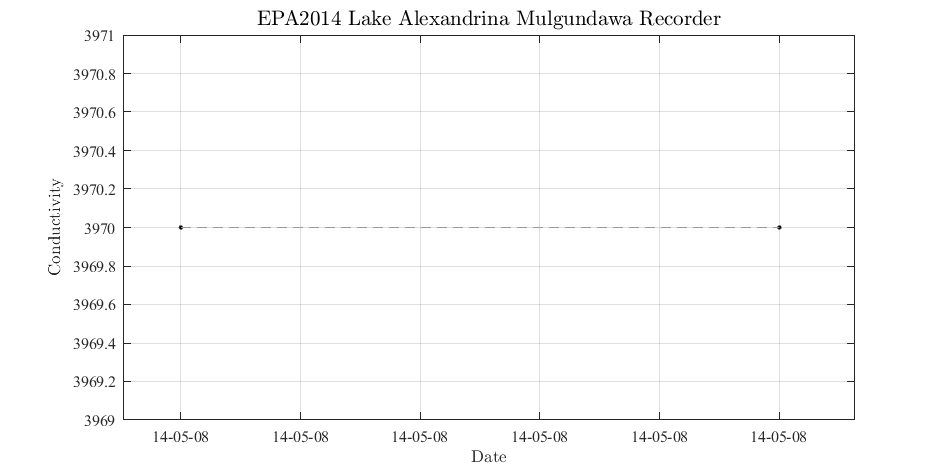 EPA2014 Lake Alexandrina Mulgundawa Recorder
3971
3970.8
3970.6
3970.4
3970.2
3970
3969.8
3969.6
3969.4
3969.2
3969
Conductivity
14-05-08 14-05-08 14-05-08 14-05-08 14-05-08 14-05-08
Date